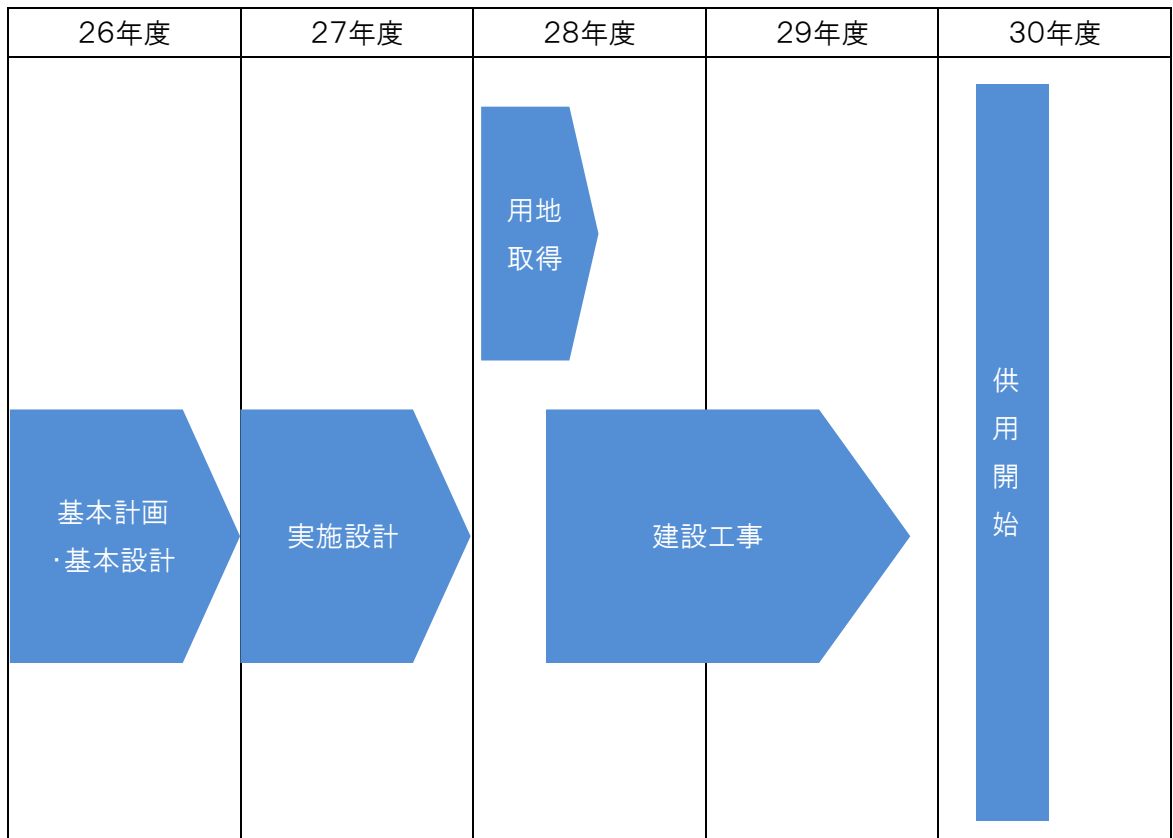 26年度
27年度
28年度
29年度
30年度
用地
取得
基本計画
・基本設計
実施設計
建設工事
供用開始